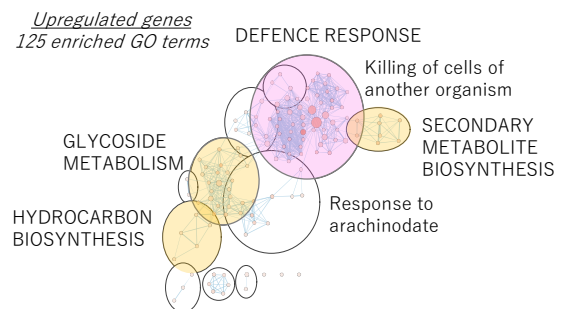 Upregulated genes
125 enriched GO terms
DEFENCE RESPONSE
Killing of cells of
another organism
SECONDARY
METABOLITE
BIOSYNTHESIS
GLYCOSIDE
METABOLISM
Response to
arachinodate
HYDROCARBON
BIOSYNTHESIS